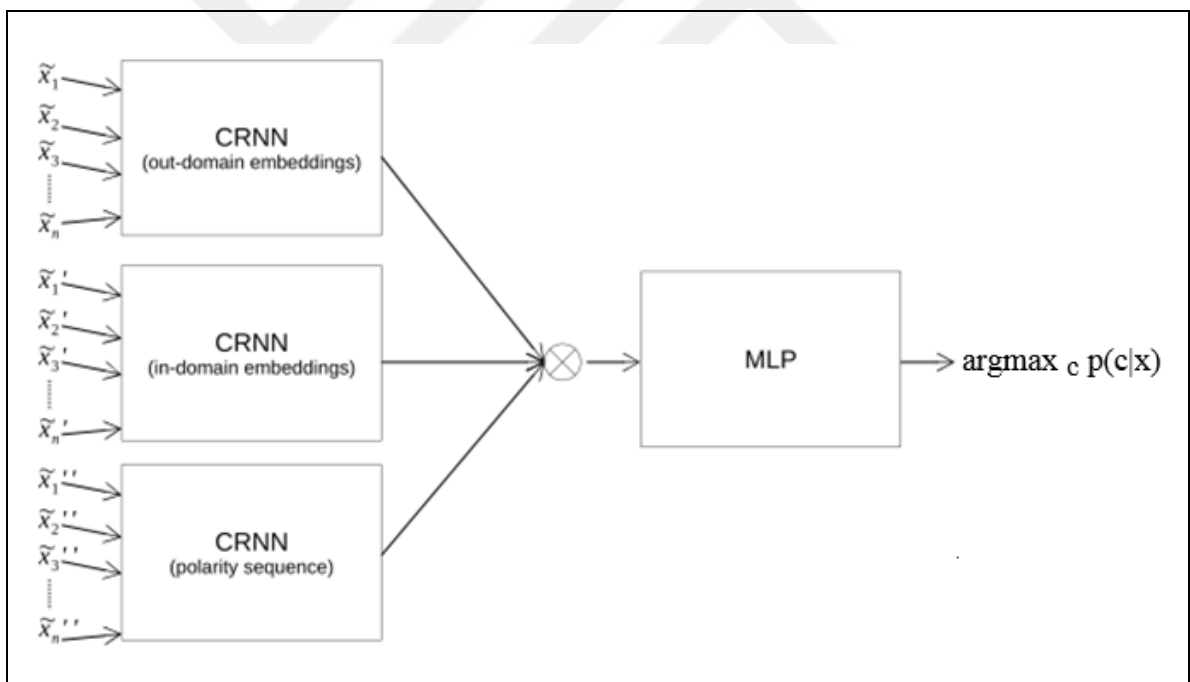 x̃₁
x̃₂
x̃₃
x̃ₙ
CRNN
(out-domain embeddings)
x̃₁'
x̃₂'
x̃₃'
x̃ₙ'
CRNN
(in-domain embeddings)
x̃₁''
x̃₂''
x̃₃''
x̃ₙ''
CRNN
(polarity sequence)
MLP
argmax c p(c|x)